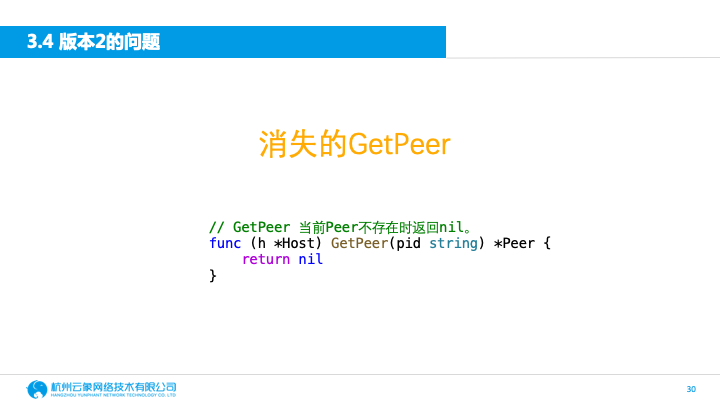 3.4 版本2的问题
消失的GetPeer
// GetPeer 当前Peer不存在时返回nil。
func (h *Host) GetPeer(pid string) *Peer {
    return nil
}
杭州云象网络技术有限公司
HANGZHOU YUNPHANT NETWORK TECHNOLOGY CO. LTD
30